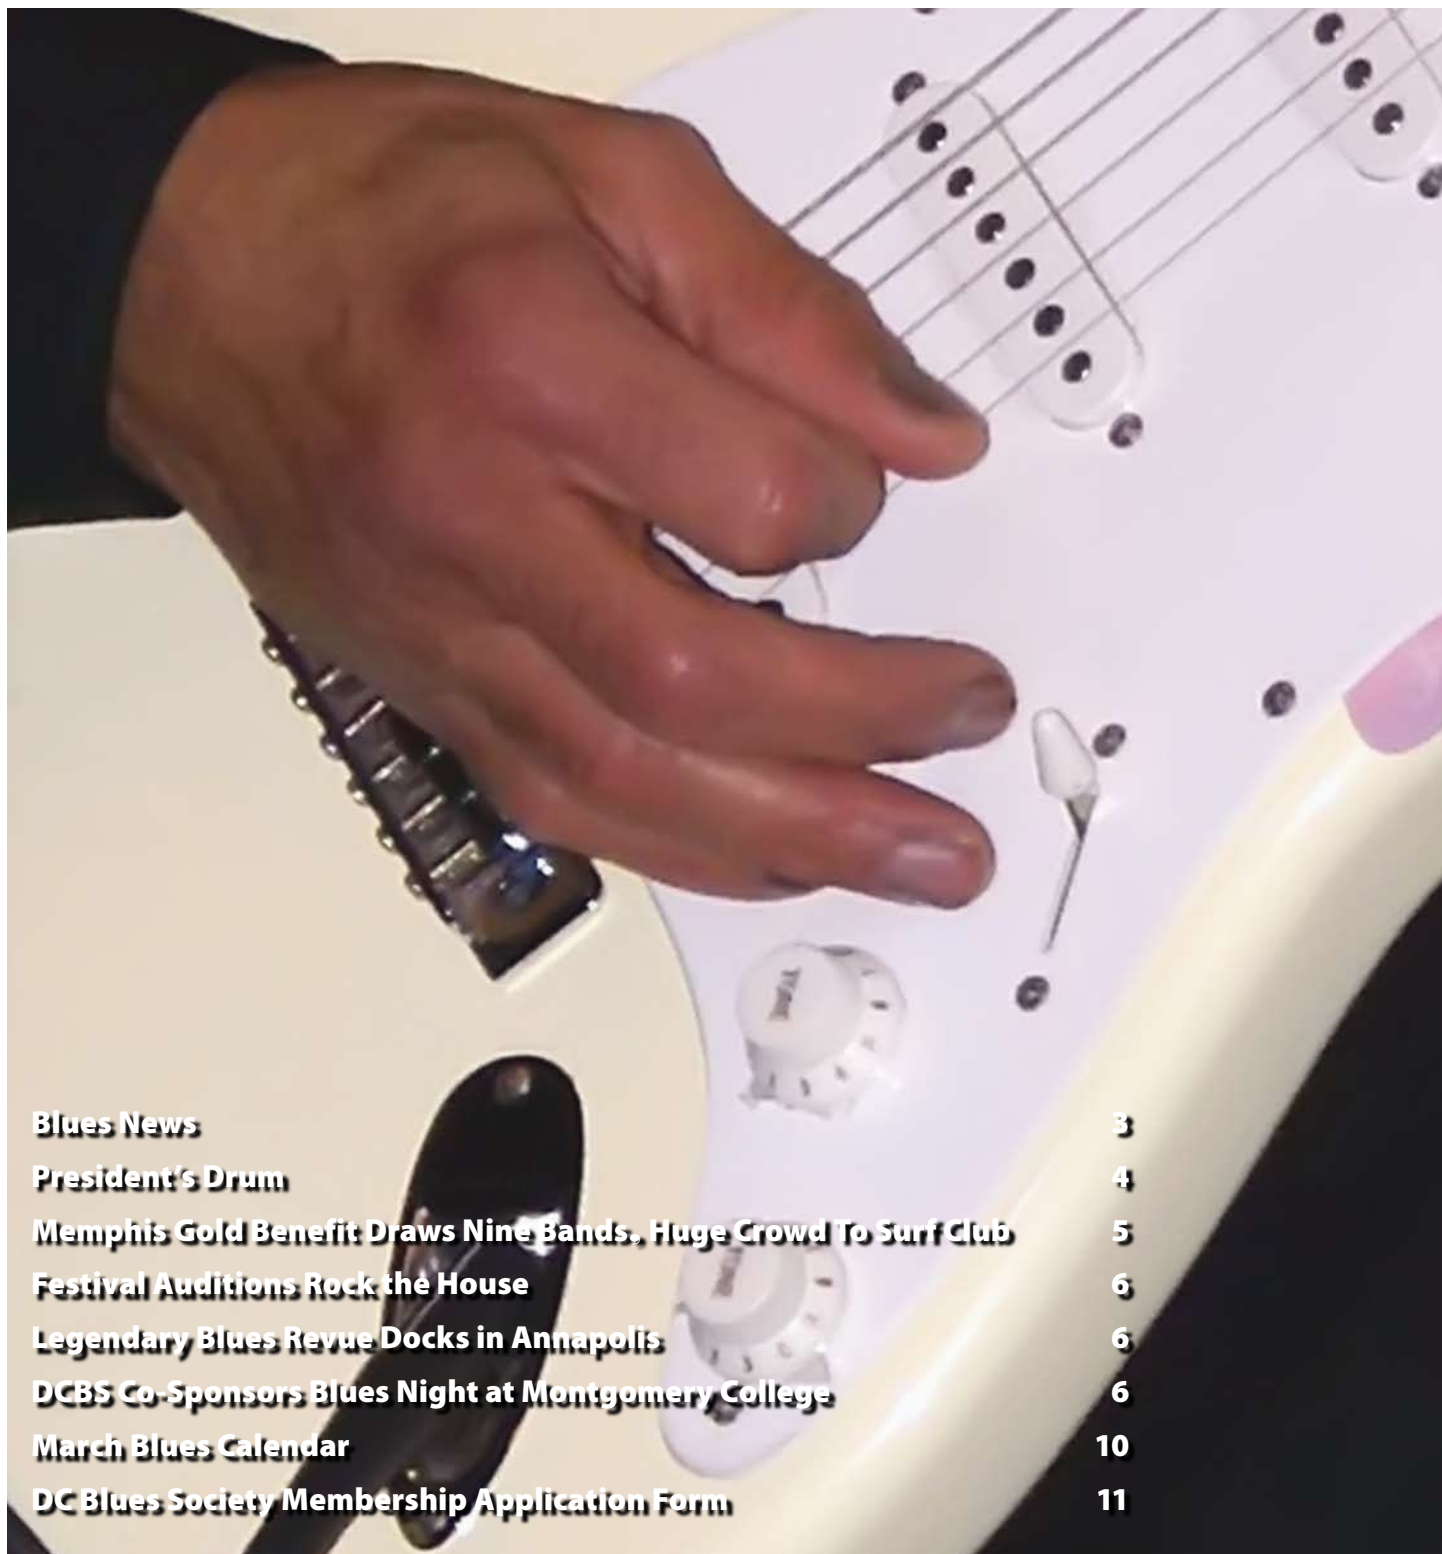 TONE
Blues News 3
President's Drum 4
Memphis Gold Benefit Draws Nine Bands. Huge Crowd To Surf Club 5
TONE
Festival Auditions Rock the House 6
Legendary Blues Revue Docks in Annapolis 6
DCBS Co-Sponsors Blues Night at Montgomery College 6
March Blues Calendar 10
DC Blues Society Membership Application Form 11